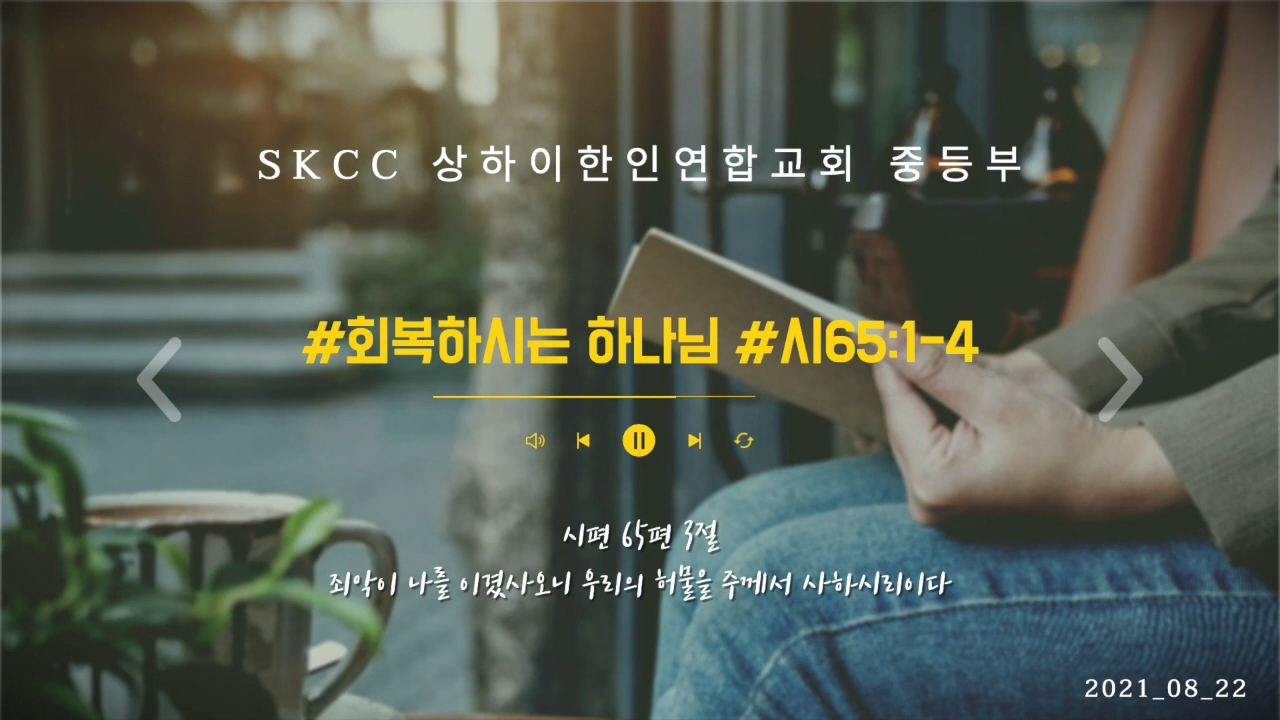 SKCC 상하이한인연합교회 중등부
#회복하시는 하나님 #시65:1-4
시편 65편 3절
죄악이 나를 이겼사오니 우리의 허물을 주께서 사하시리이다
2021_08_22